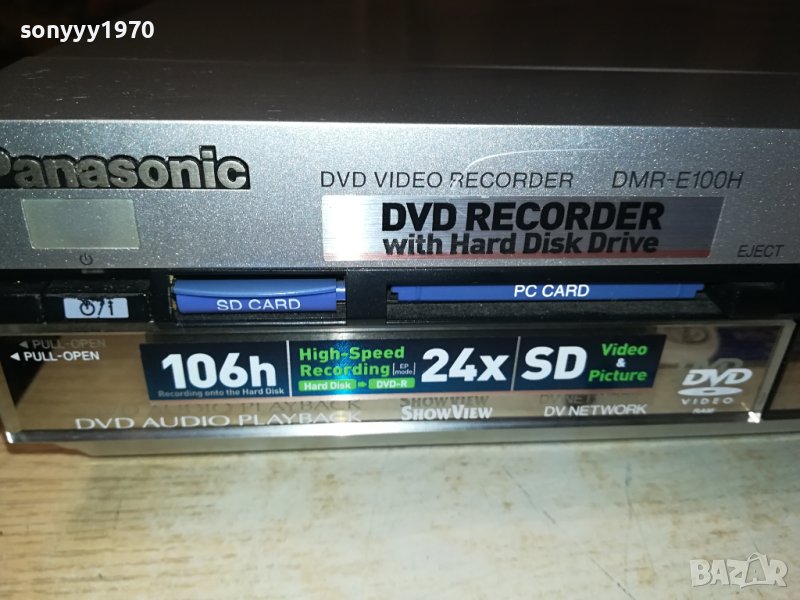 sonyyy1970
Panasonic
DVD VIDEO RECORDER DMR-E100H
DVD RECORDER
with Hard Disk Drive
EJECT
SD CARD
PC CARD
PULL-OPEN
PULL-OPEN
106h
Recording onto the Hard Disk
High-Speed
Recording EP mode
Hard Disk DVD-R
24x
SD
Video
&
Picture
DVD
VIDEO
RAM
DVD AUDIO PLAYBACK SHOWVIEW DV NETWORK
BAZAR